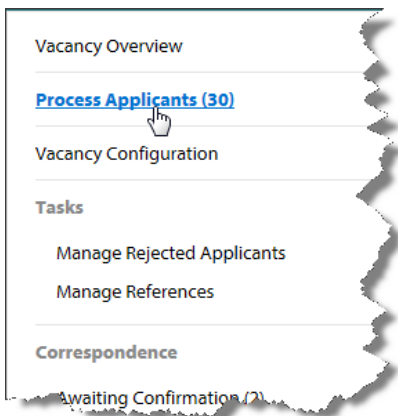 Vacancy Overview
Process Applicants (30)
Vacancy Configuration
Tasks
Manage Rejected Applicants
Manage References
Correspondence
Awaiting Confirmation (2)